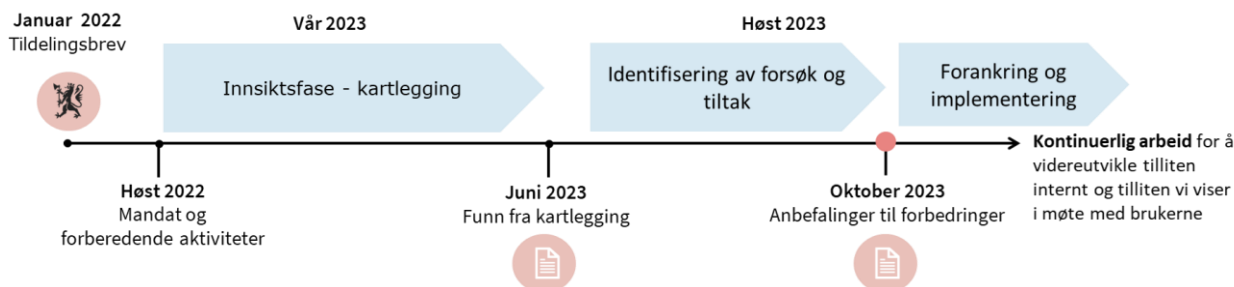 Januar 2022
Tildelingsbrev
Vår 2023
Høst 2023
Innsiktsfase - kartlegging
Identifisering av forsøk og
tiltak
Forankring og
implementering
Høst 2022
Mandat og
forberedende aktiviteter
Juni 2023
Funn fra kartlegging
Oktober 2023
Anbefalinger til forbedringer
Kontinuerlig arbeid for å
videreutvikle tilliten
internt og tilliten vi viser
i møte med brukerne